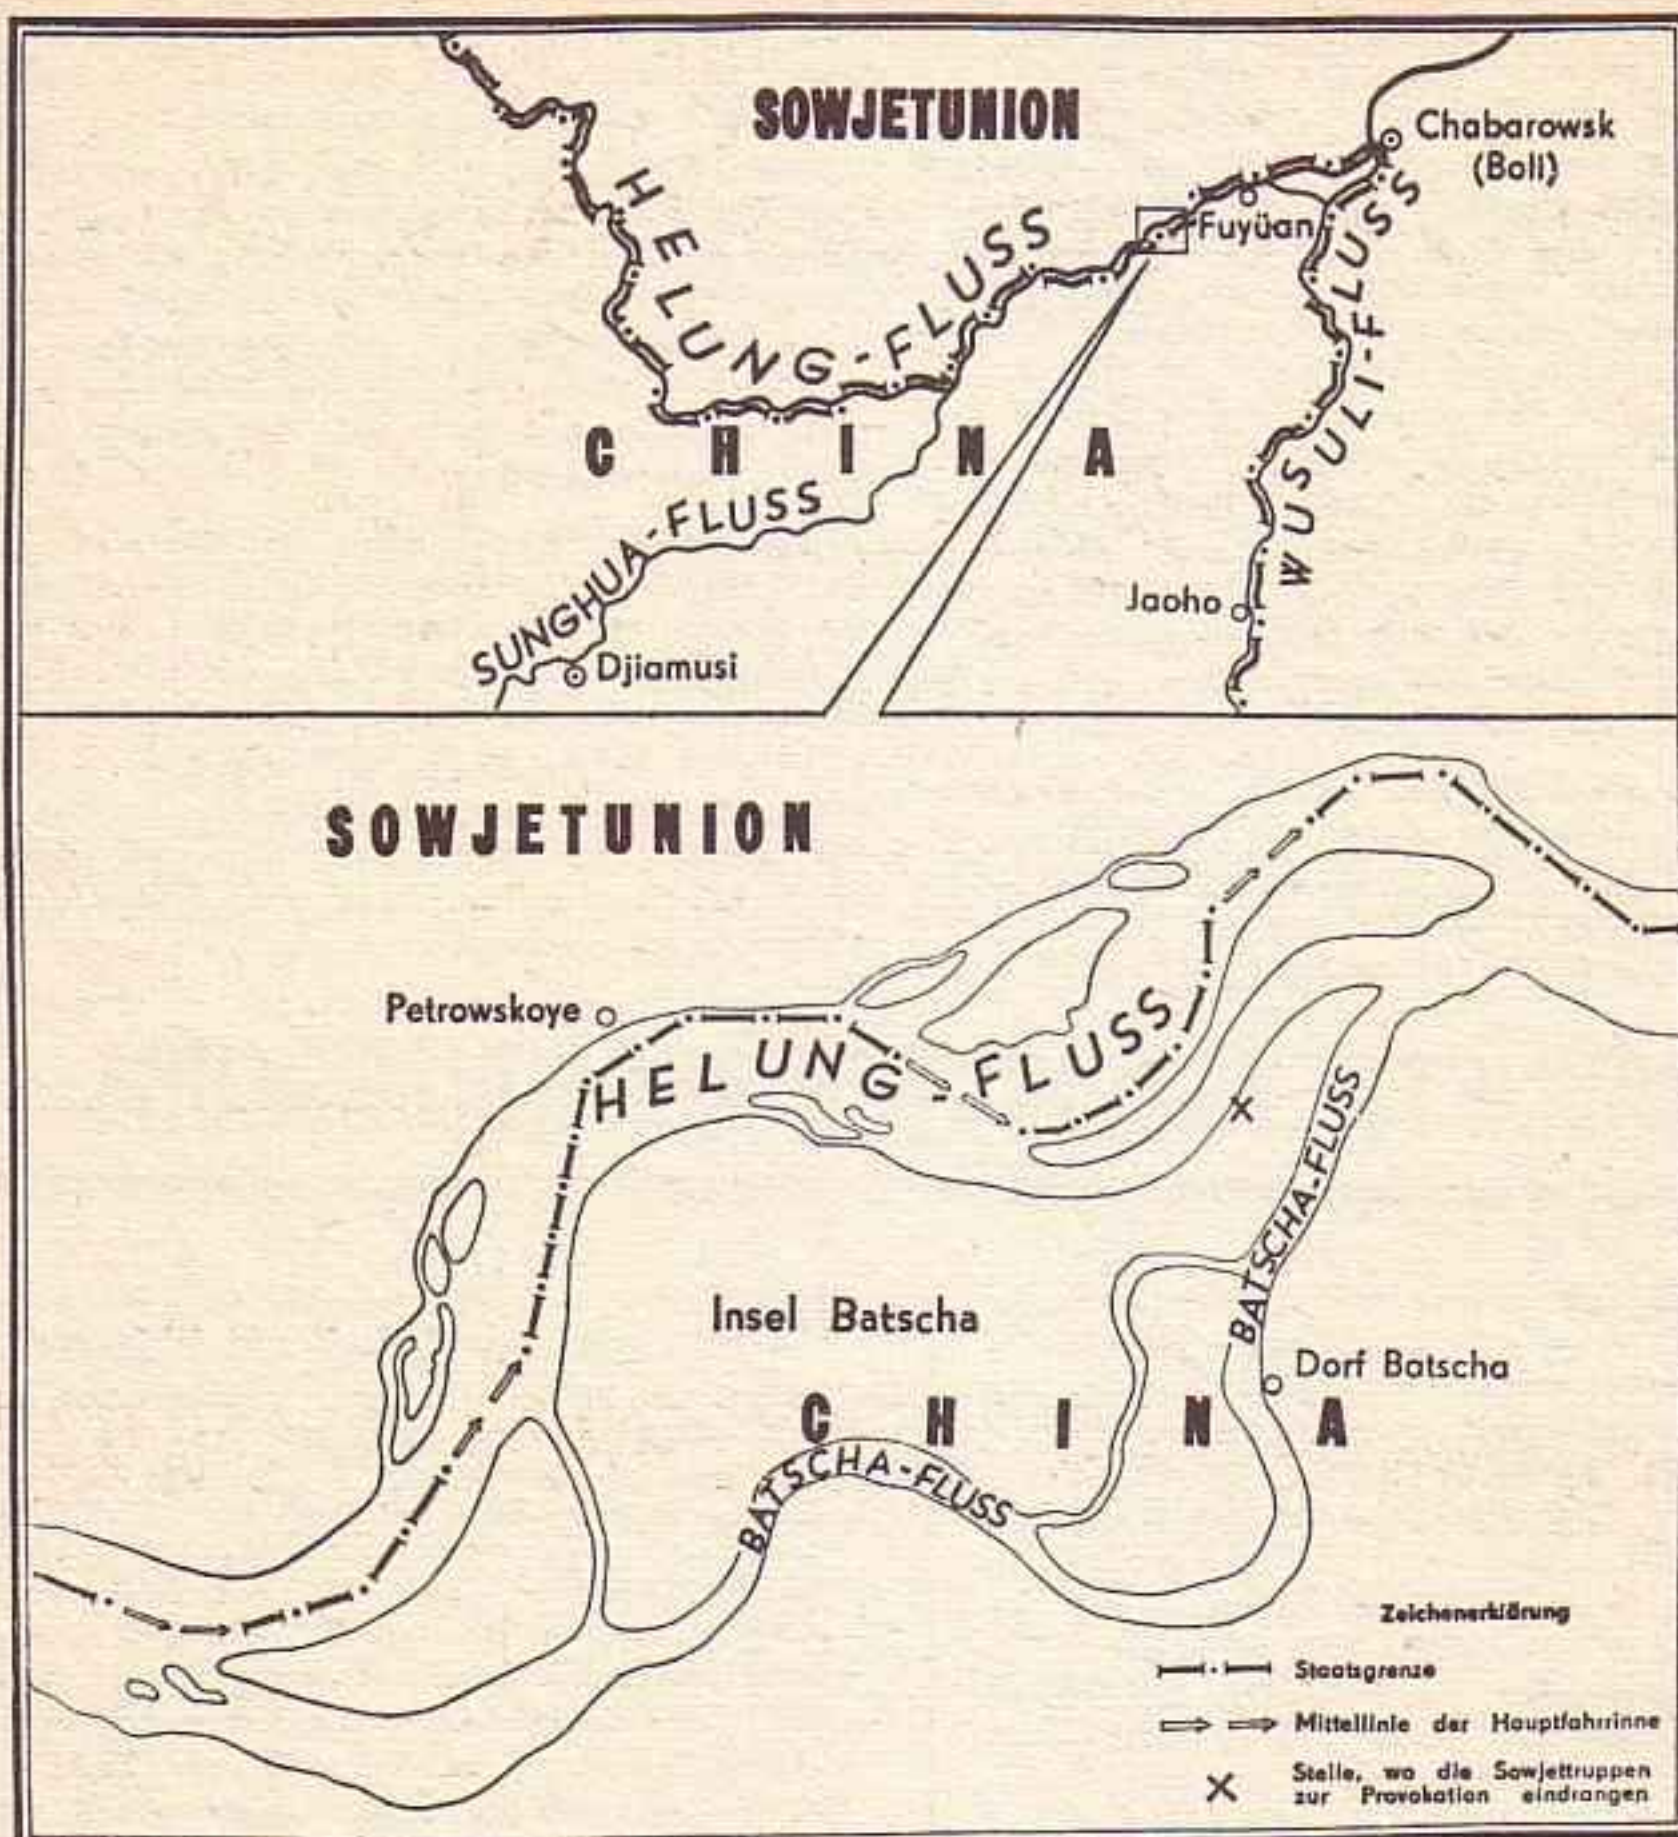 SOWJETUNION
Chabarowsk
(Boli)
HELUNG-FLUSS
Fuyüan
WUSULI-FLUSS
CHINA
SUNGHUA-FLUSS
Jaoho
Djiamusi
SOWJETUNION
Petrowskoye
HELUNG-FLUSS
BATSCHA-FLUSS
Insel Batscha
Dorf Batscha
CHINA
BATSCHA-FLUSS
Zeichenerklärung
Staatsgrenze
Mittellinie der Hauptfahrrinne
Stelle, wo die Sowjettruppen
zur Provokation eindrangen